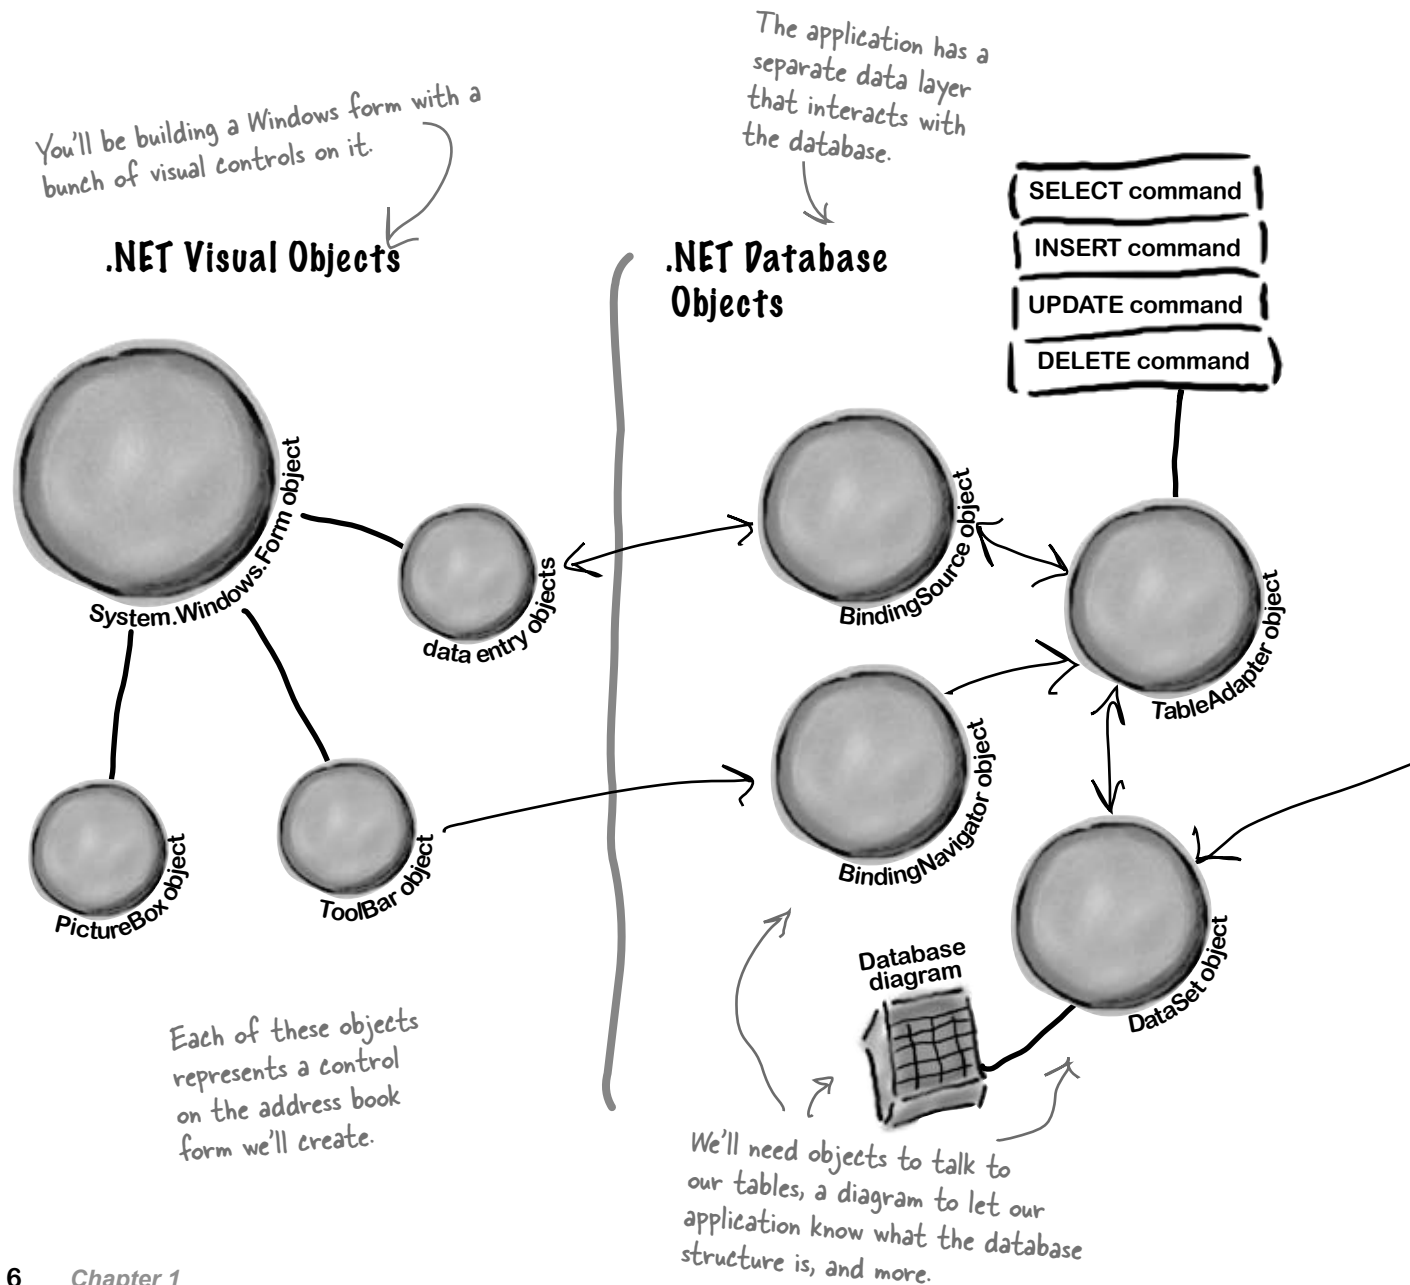 You'll be building a Windows form with a
bunch of visual controls on it.
The application has a
separate data layer
that interacts with
the database.
.NET Visual Objects
.NET Database
Objects
SELECT command
INSERT command
UPDATE command
DELETE command
System.Windows.Form object
data entry objects
BindingSource object
TableAdapter object
PictureBox object
ToolBar object
BindingNavigator object
DataSet object
Database
diagram
Each of these objects
represents a control
on the address book
form we'll create.
We'll need objects to talk to
our tables, a diagram to let our
application know what the database
structure is, and more.
6 Chapter 1